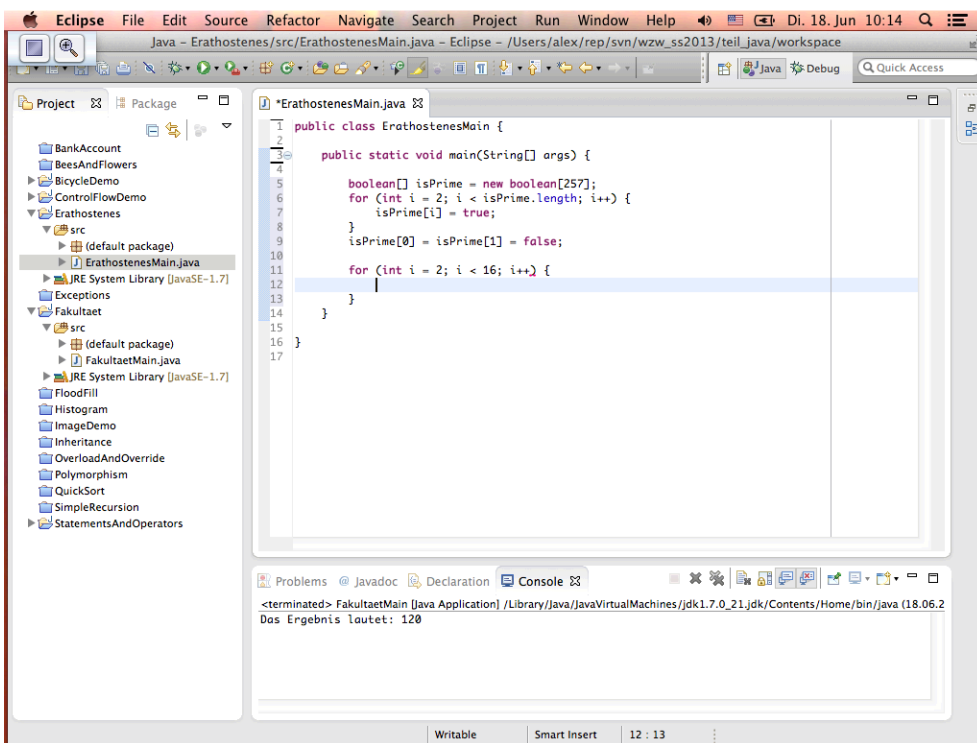 Eclipse File Edit Source Refactor Navigate Search Project Run Window Help Di. 18. Jun 10:14
Java – Erathostenes/src/ErathostenesMain.java – Eclipse – /Users/alex/rep/svn/wzw_ss2013/teil_java/workspace
Java Debug Quick Access
Project Package
BankAccount
BeesAndFlowers
BicycleDemo
ControlFlowDemo
Erathostenes
src
(default package)
ErathostenesMain.java
JRE System Library [JavaSE-1.7]
Exceptions
Fakultaet
src
(default package)
FakultaetMain.java
JRE System Library [JavaSE-1.7]
FloodFill
Histogram
ImageDemo
Inheritance
OverloadAndOverride
Polymorphism
QuickSort
SimpleRecursion
StatementsAndOperators
*ErathostenesMain.java
1 public class ErathostenesMain {
2
3 public static void main(String[] args) {
4
5 boolean[] isPrime = new boolean[257];
6 for (int i = 2; i < isPrime.length; i++) {
7 isPrime[i] = true;
8 }
9 isPrime[0] = isPrime[1] = false;
10
11 for (int i = 2; i < 16; i++) {
12
13 }
14 }
15
16 }
17
Problems @ Javadoc Declaration Console
<terminated> FakultaetMain [Java Application] /Library/Java/JavaVirtualMachines/jdk1.7.0_21.jdk/Contents/Home/bin/java (18.06.2
Das Ergebnis lautet: 120
Writable Smart Insert 12 : 13